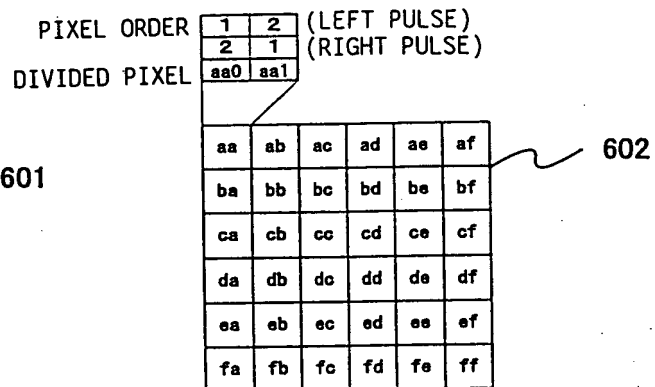 PIXEL ORDER 1 2 (LEFT PULSE)
2 1 (RIGHT PULSE)
DIVIDED PIXEL aa0 aa1
aa ab ac ad ae af
602
601
ba bb bc bd be bf
ca cb cc cd ce cf
da db dc dd de df
ea eb ec ed ee ef
fa fb fc fd fe ff